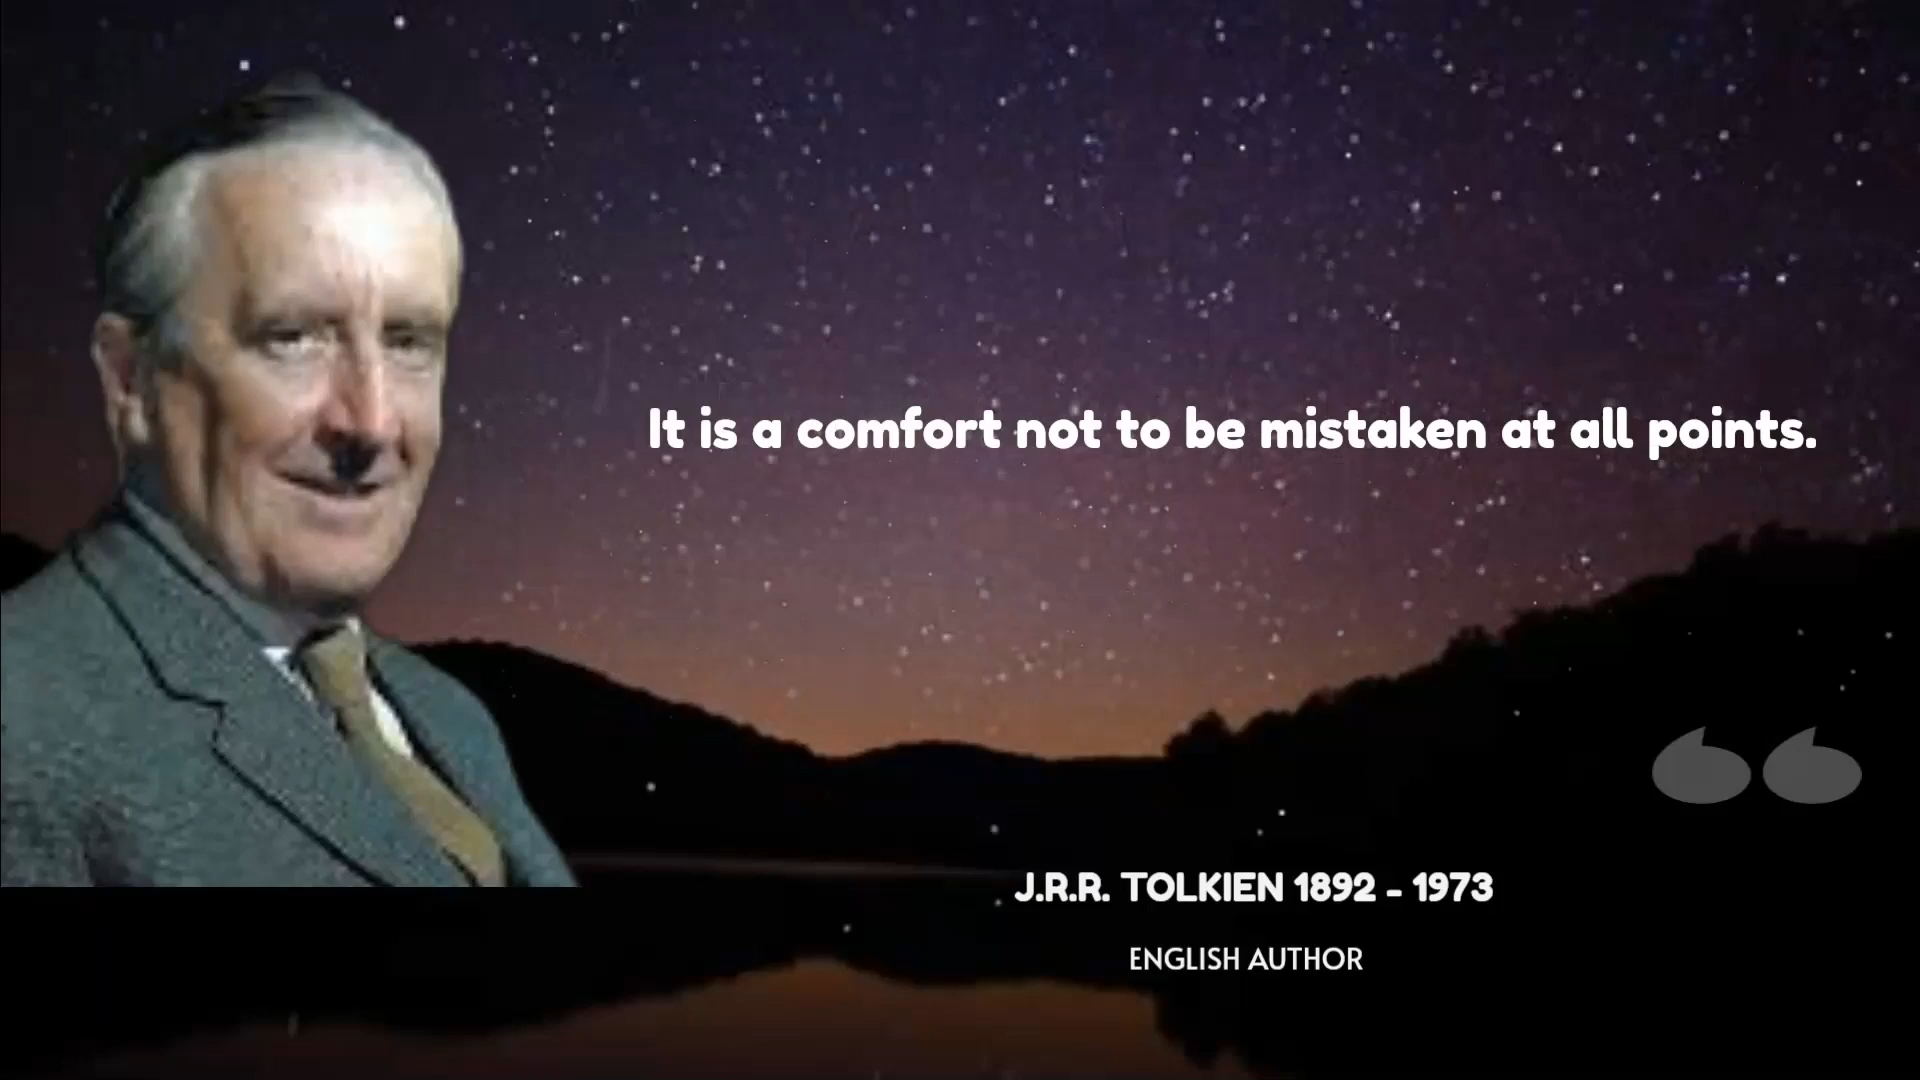 It is a comfort not to be mistaken at all points.
J.R.R. TOLKIEN 1892 - 1973
ENGLISH AUTHOR